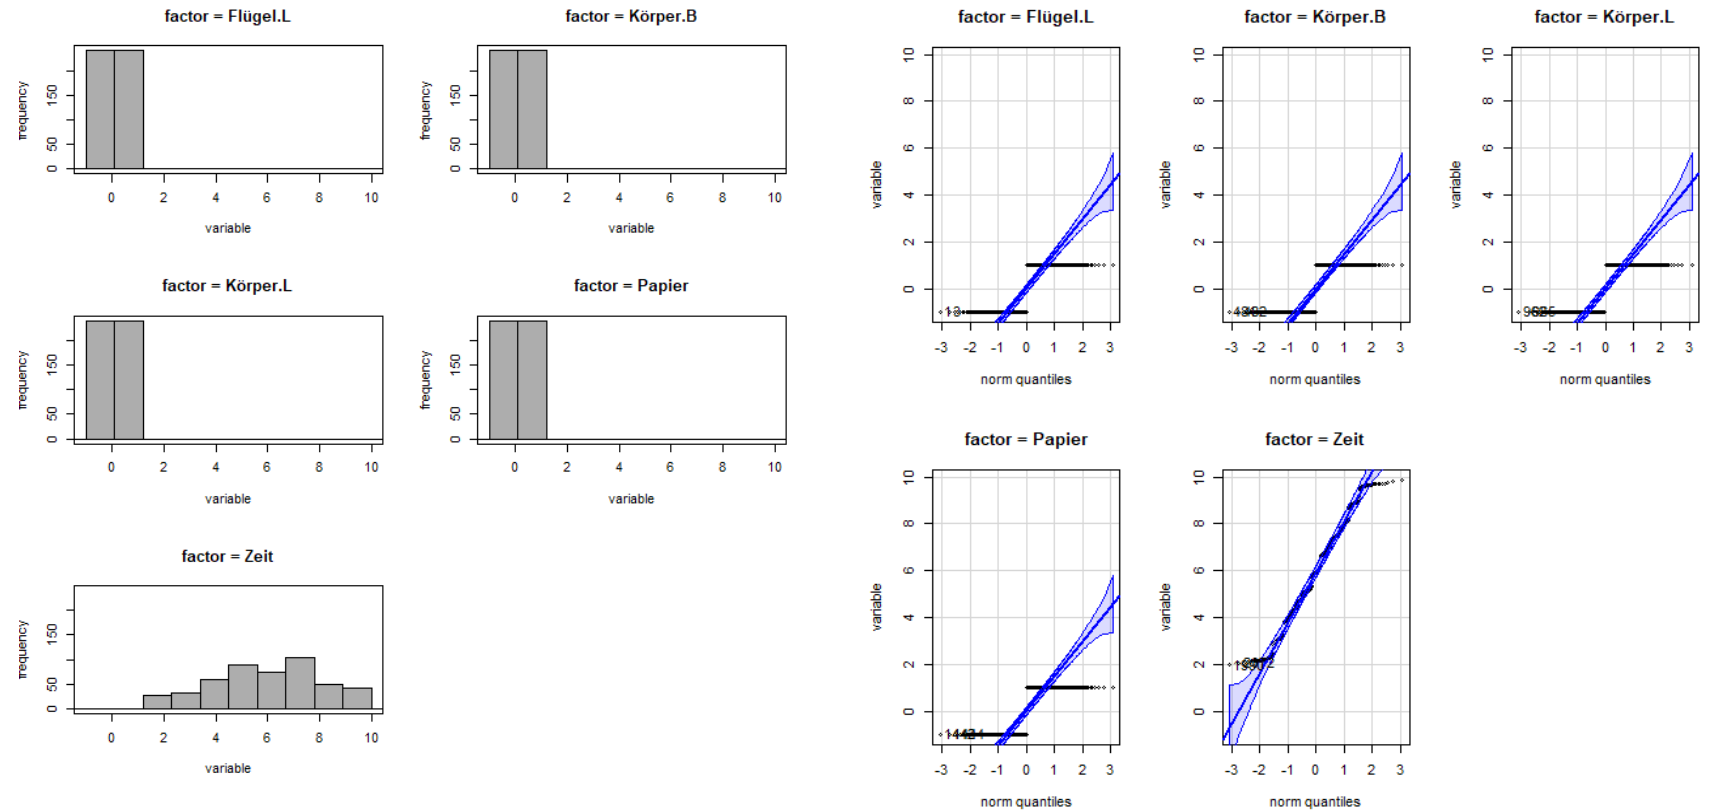 factor = Flügel.L
factor = Körper.B
frequency
0 50 150
0 2 4 6 8 10
variable
frequency
0 50 150
0 2 4 6 8 10
variable
factor = Körper.L
factor = Papier
frequency
0 50 150
0 2 4 6 8 10
variable
frequency
0 50 150
0 2 4 6 8 10
variable
factor = Zeit
frequency
0 50 150
0 2 4 6 8 10
variable
factor = Flügel.L
factor = Körper.B
factor = Körper.L
variable
0 2 4 6 8 10
-3 -2 -1 0 1 2 3
norm quantiles
variable
0 2 4 6 8 10
-3 -2 -1 0 1 2 3
norm quantiles
variable
0 2 4 6 8 10
-3 -2 -1 0 1 2 3
norm quantiles
factor = Papier
factor = Zeit
variable
0 2 4 6 8 10
-3 -2 -1 0 1 2 3
norm quantiles
variable
0 2 4 6 8 10
-3 -2 -1 0 1 2 3
norm quantiles